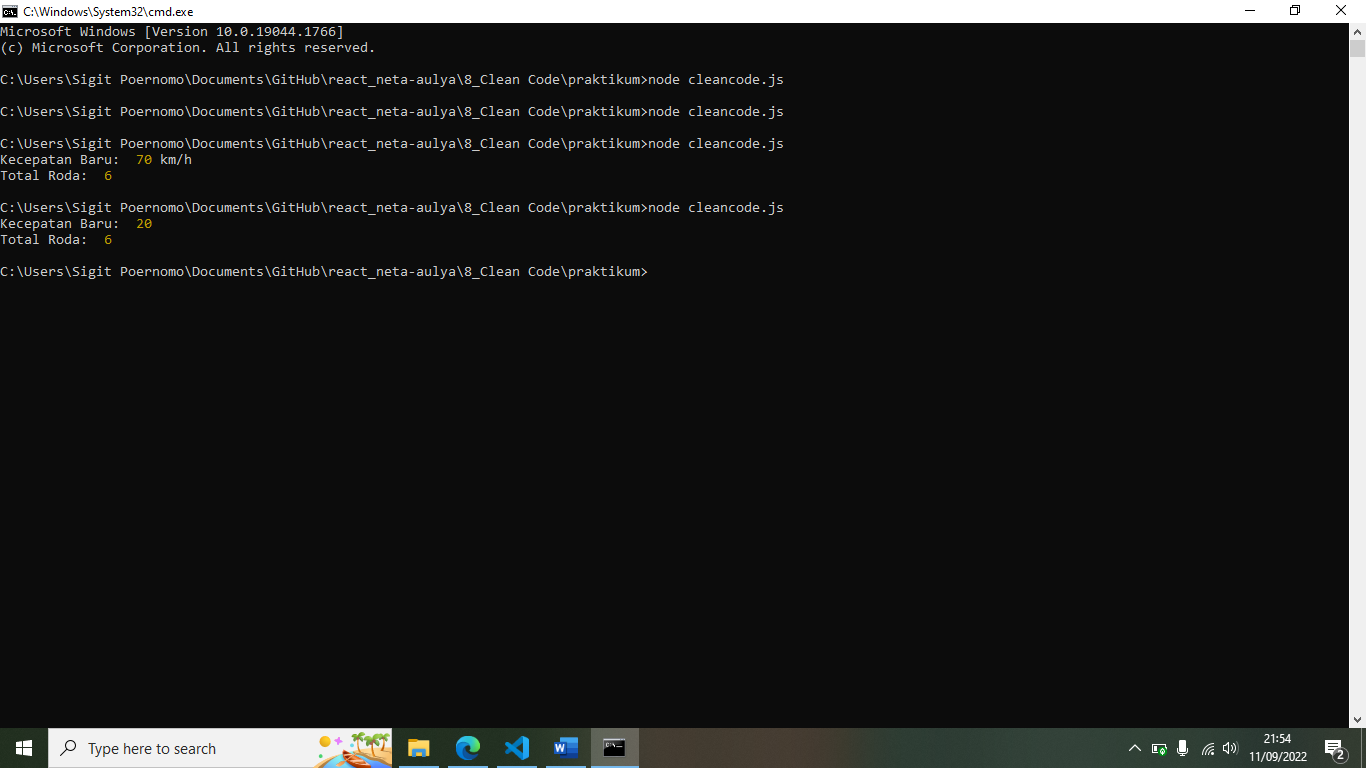 C:\Windows\System32\cmd.exe
Microsoft Windows [Version 10.0.19044.1766]
(c) Microsoft Corporation. All rights reserved.
C:\Users\Sigit Poernomo\Documents\GitHub\react_neta-aulya\8_Clean Code\praktikum>node cleancode.js
C:\Users\Sigit Poernomo\Documents\GitHub\react_neta-aulya\8_Clean Code\praktikum>node cleancode.js
C:\Users\Sigit Poernomo\Documents\GitHub\react_neta-aulya\8_Clean Code\praktikum>node cleancode.js
Kecepatan Baru:  70 km/h
Total Roda:  6
C:\Users\Sigit Poernomo\Documents\GitHub\react_neta-aulya\8_Clean Code\praktikum>node cleancode.js
Kecepatan Baru:  20
Total Roda:  6
C:\Users\Sigit Poernomo\Documents\GitHub\react_neta-aulya\8_Clean Code\praktikum>
Type here to search
21:54
11/09/2022
2